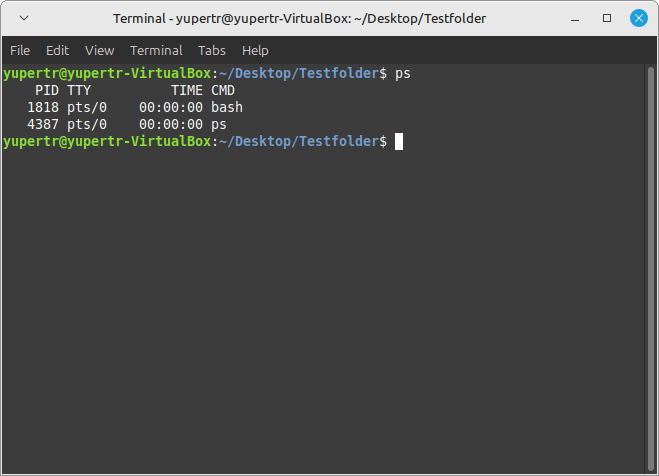 Terminal - yupertr@yupertr-VirtualBox: ~/Desktop/Testfolder
File Edit View Terminal Tabs Help
yupertr@yupertr-VirtualBox:~/Desktop/Testfolder$ ps
    PID TTY          TIME CMD
   1818 pts/0    00:00:00 bash
   4387 pts/0    00:00:00 ps
yupertr@yupertr-VirtualBox:~/Desktop/Testfolder$